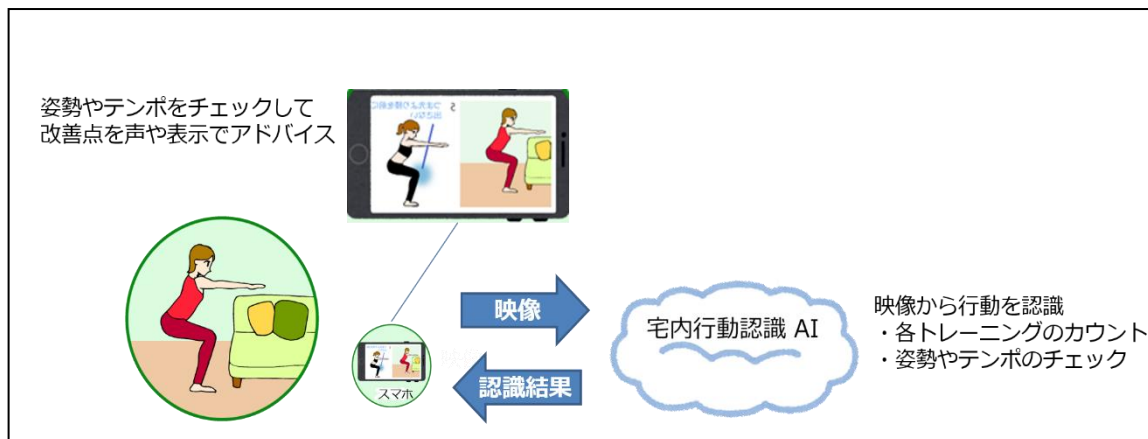 姿勢やテンポをチェックして
改善点を声や表示でアドバイス
5
映像
宅内行動認識 AI
映像から行動を認識
・各トレーニングのカウント
・姿勢やテンポのチェック
認識結果
スマホ